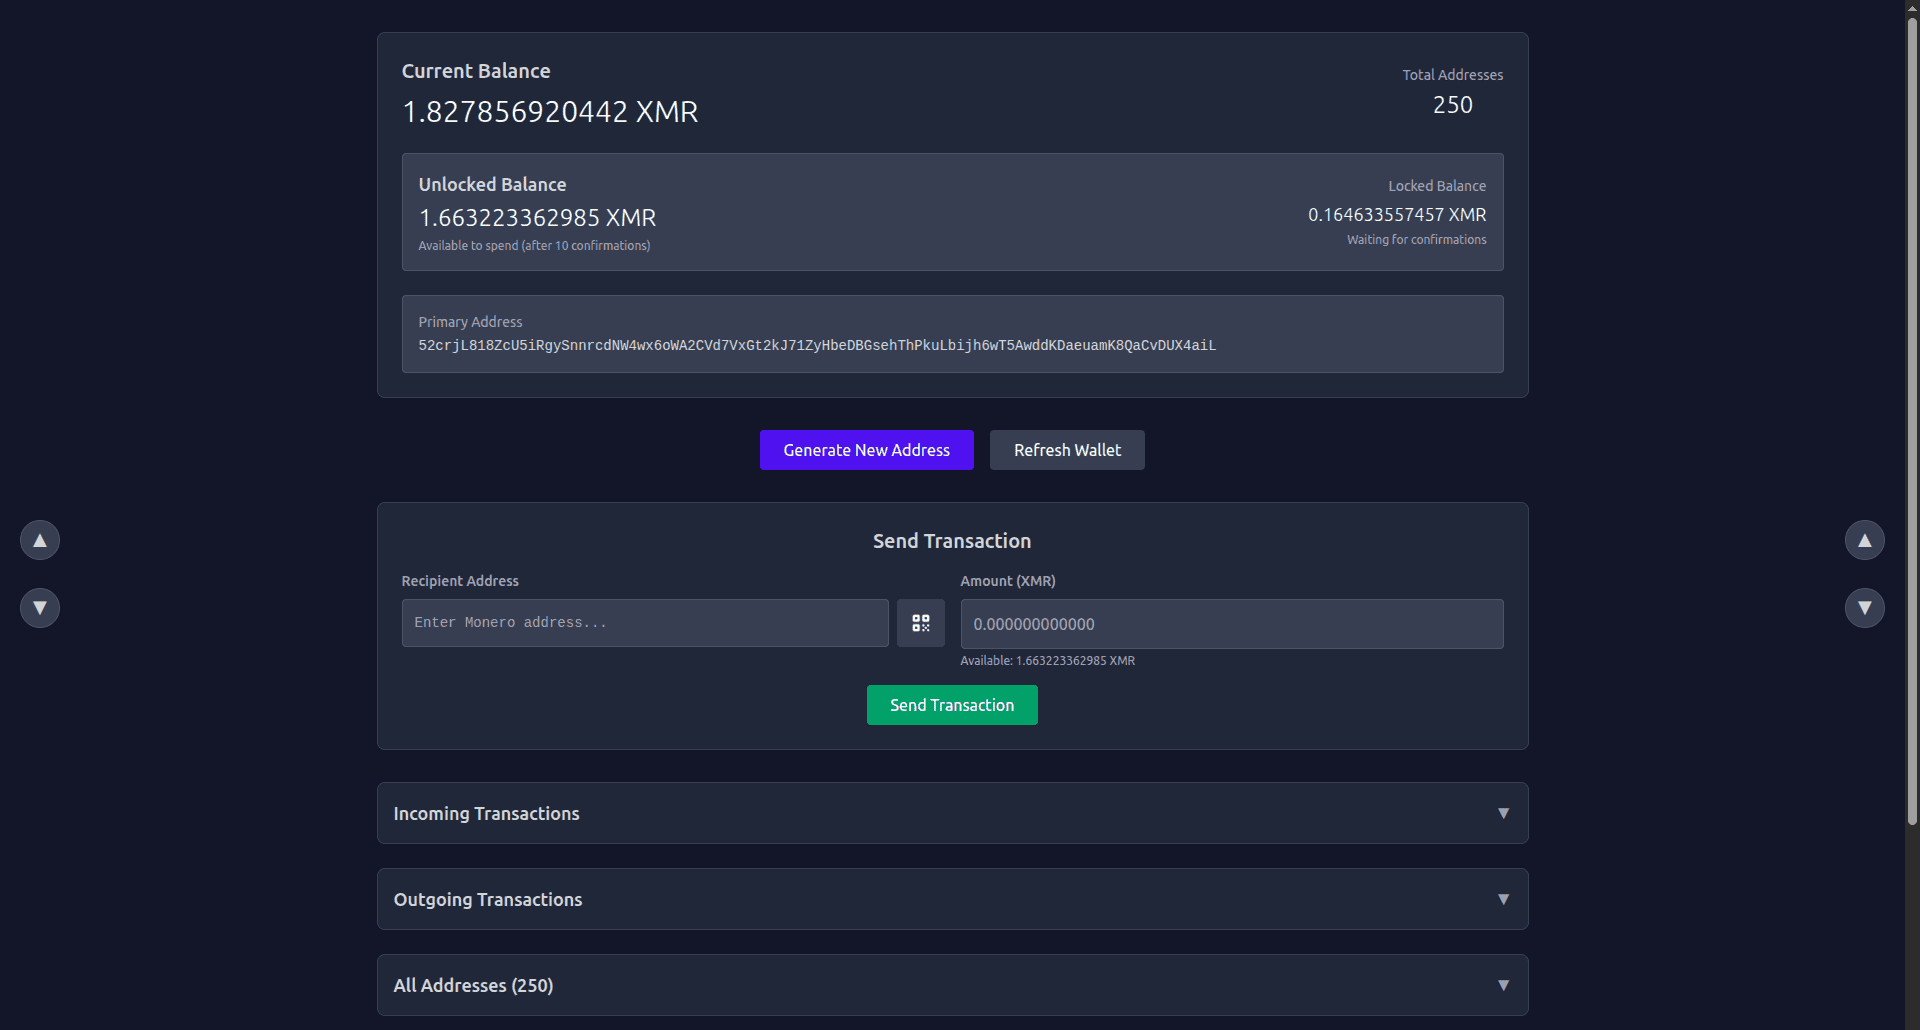 Current Balance
1.827856920442 XMR
Total Addresses
250
Unlocked Balance
1.663223362985 XMR
Available to spend (after 10 confirmations)
Locked Balance
0.164633557457 XMR
Waiting for confirmations
Primary Address
52crjL818ZcU5iRgySnnrcdNW4wx6oWA2CVd7VxGt2kJ71ZyHbeDBGsehThPkuLbijh6wT5AwddKDaeuamK8QaCvDUX4aiL
Generate New Address
Refresh Wallet
Send Transaction
Recipient Address
Enter Monero address...
Amount (XMR)
0.000000000000
Available: 1.663223362985 XMR
Send Transaction
Incoming Transactions
Outgoing Transactions
All Addresses (250)